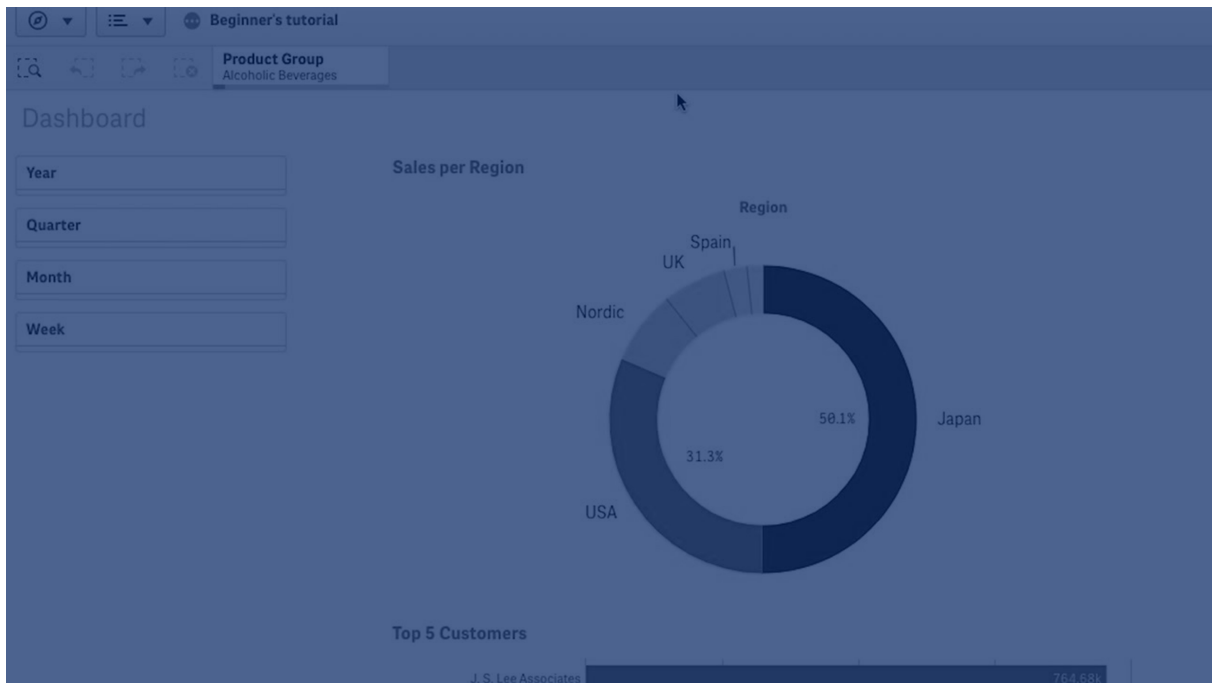 Beginner's tutorial
Product Group
Alcoholic Beverages
Dashboard
Year
Quarter
Month
Week
Sales per Region
Region
Spain
UK
Nordic
50.1%
Japan
31.3%
USA
Top 5 Customers
J. S. Lee Associates
764.68k